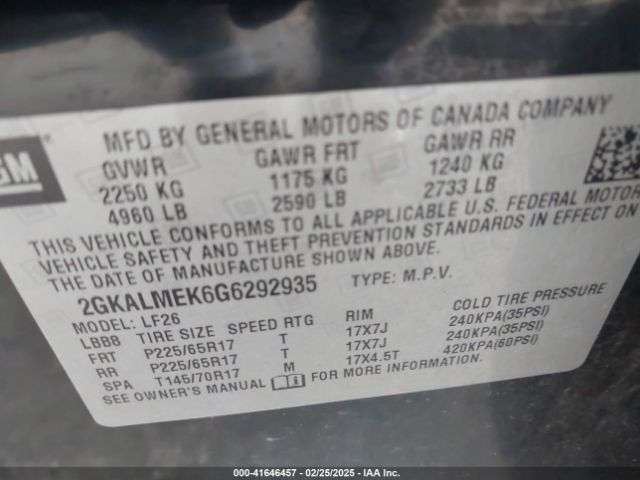 GM
MFD BY GENERAL MOTORS OF CANADA COMPANY
GVWR GAWR FRT GAWR RR
2250 KG 1175 KG 1240 KG
4960 LB 2590 LB 2733 LB
THIS VEHICLE CONFORMS TO ALL APPLICABLE U.S. FEDERAL MOTOR
VEHICLE SAFETY AND THEFT PREVENTION STANDARDS IN EFFECT ON
THE DATE OF MANUFACTURE SHOWN ABOVE.
2GKALMEK6G6292935 TYPE: M.P.V.
MODEL: LF26
LBB8 TIRE SIZE SPEED RTG RIM COLD TIRE PRESSURE
FRT P225/65R17 T 17X7J 240KPA(35PSI)
RR P225/65R17 T 17X7J 240KPA(35PSI)
SPA T145/70R17 M 17X4.5T 420KPA(60PSI)
SEE OWNER'S MANUAL FOR MORE INFORMATION.
000-41646457 - 02/25/2025 - IAAI.COM